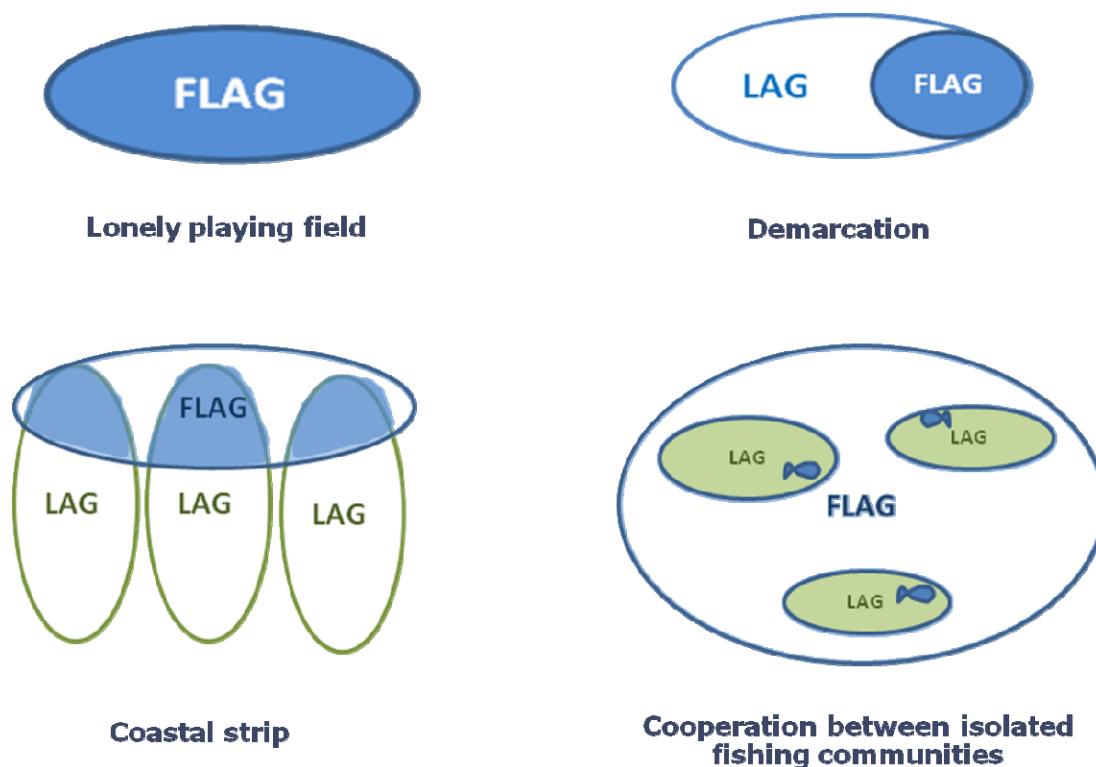 FLAG
LAG FLAG
Lonely playing field
Demarcation
FLAG
LAG LAG LAG
LAG
LAG
FLAG
LAG
Coastal strip
Cooperation between isolated
fishing communities